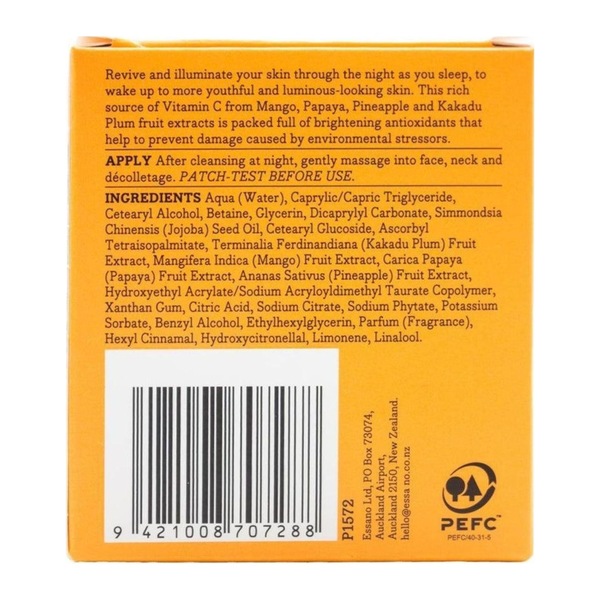 Revive and illuminate your skin through the night as you sleep, to
wake up to more youthful and luminous-looking skin. This rich
source of Vitamin C from Mango, Papaya, Pineapple and Kakadu
Plum fruit extracts is packed full of brightening antioxidants that
help to prevent damage caused by environmental stressors.
APPLY After cleansing at night, gently massage into face, neck and
décolletage. PATCH-TEST BEFORE USE.
INGREDIENTS Aqua (Water), Caprylic/Capric Triglyceride,
Cetearyl Alcohol, Betaine, Glycerin, Dicaprylyl Carbonate, Simmondsia
Chinensis (Jojoba) Seed Oil, Cetearyl Glucoside, Ascorbyl
Tetraisopalmitate, Terminalia Ferdinandiana (Kakadu Plum) Fruit
Extract, Mangifera Indica (Mango) Fruit Extract, Carica Papaya
(Papaya) Fruit Extract, Ananas Sativus (Pineapple) Fruit Extract,
Hydroxyethyl Acrylate/Sodium Acryloyldimethyl Taurate Copolymer,
Xanthan Gum, Citric Acid, Sodium Citrate, Sodium Phytate, Potassium
Sorbate, Benzyl Alcohol, Ethylhexylglycerin, Parfum (Fragrance),
Hexyl Cinnamal, Hydroxycitronellal, Limonene, Linalool.
9 421008 707288
P1572
Essano Ltd, PO Box 73074,
Auckland Airport,
Auckland 2150, New Zealand.
hello@essano.co.nz
PEFC™
PEFC/40-31-5